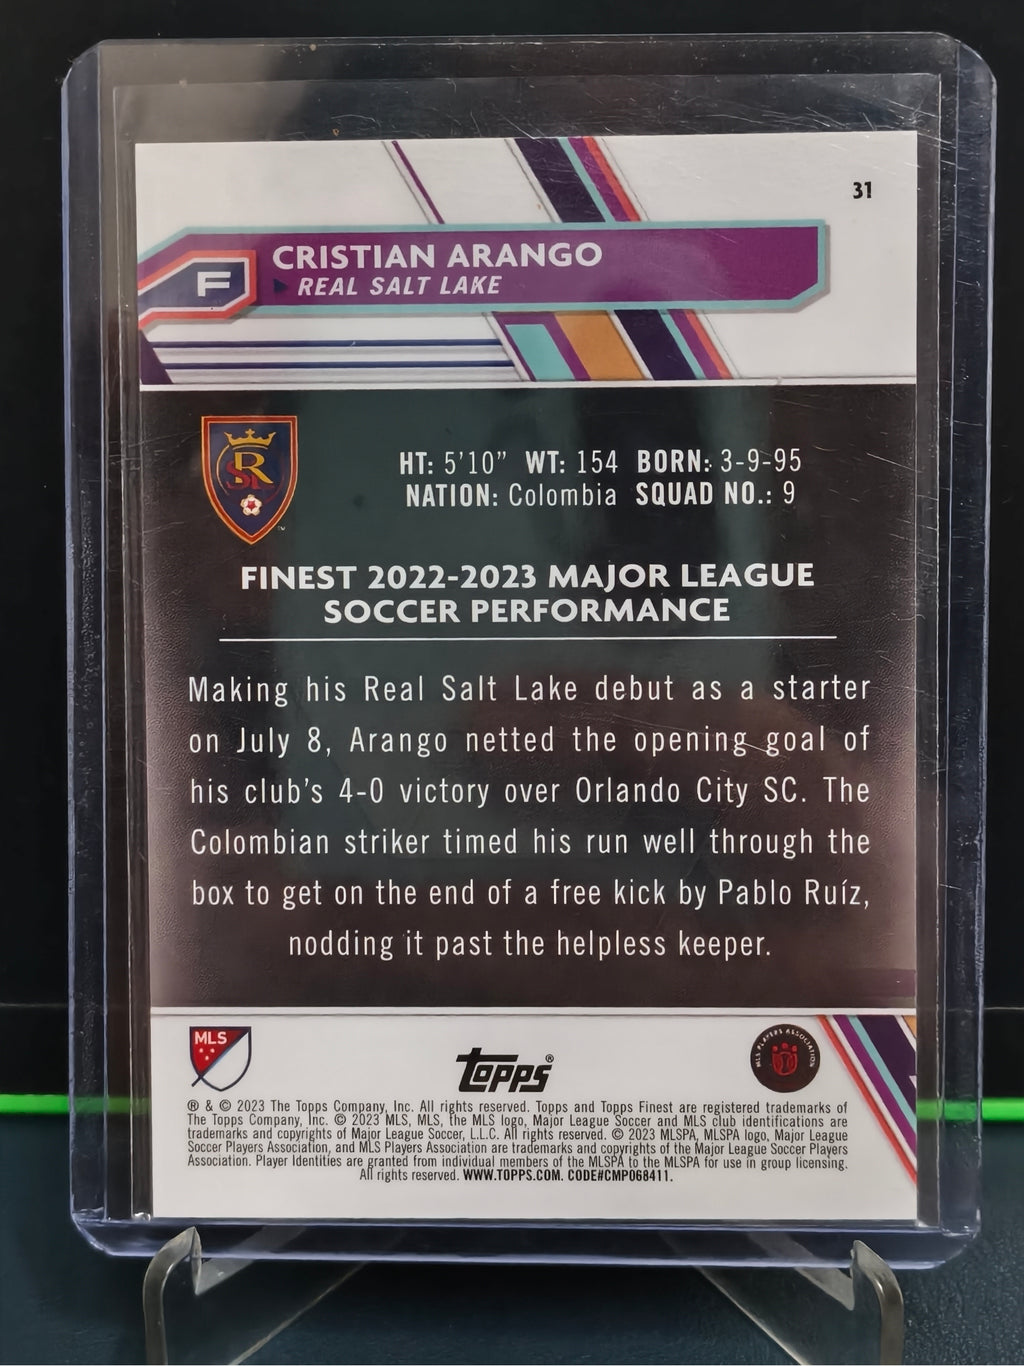 31
CRISTIAN ARANGO
F
REAL SALT LAKE
RSL
HT: 5'10" WT: 154 BORN: 3-9-95
NATION: Colombia SQUAD NO.: 9
FINEST 2022-2023 MAJOR LEAGUE
SOCCER PERFORMANCE
Making his Real Salt Lake debut as a starter
on July 8, Arango netted the opening goal of
his club's 4-0 victory over Orlando City SC. The
Colombian striker timed his run well through the
box to get on the end of a free kick by Pablo Ruíz,
nodding it past the helpless keeper.
MLS
topps®
MLS PLAYERS ASSOCIATION
® & © 2023 The Topps Company, Inc. All rights reserved. Topps and Topps Finest are registered trademarks of
The Topps Company, Inc. © 2023 MLS, MLS, the MLS logo, Major League Soccer and MLS club identifications are
trademarks and copyrights of Major League Soccer, L.L.C. All rights reserved. © 2023 MLSPA, MLSPA logo, Major League
Soccer Players Association, and MLS Players Association are trademarks and copyrights of the Major League Soccer Players
Association. Player Identities are granted from individual members of the MLSPA to the MLSPA for use in group licensing.
All rights reserved. WWW.TOPPS.COM. CODE#CMP068411.